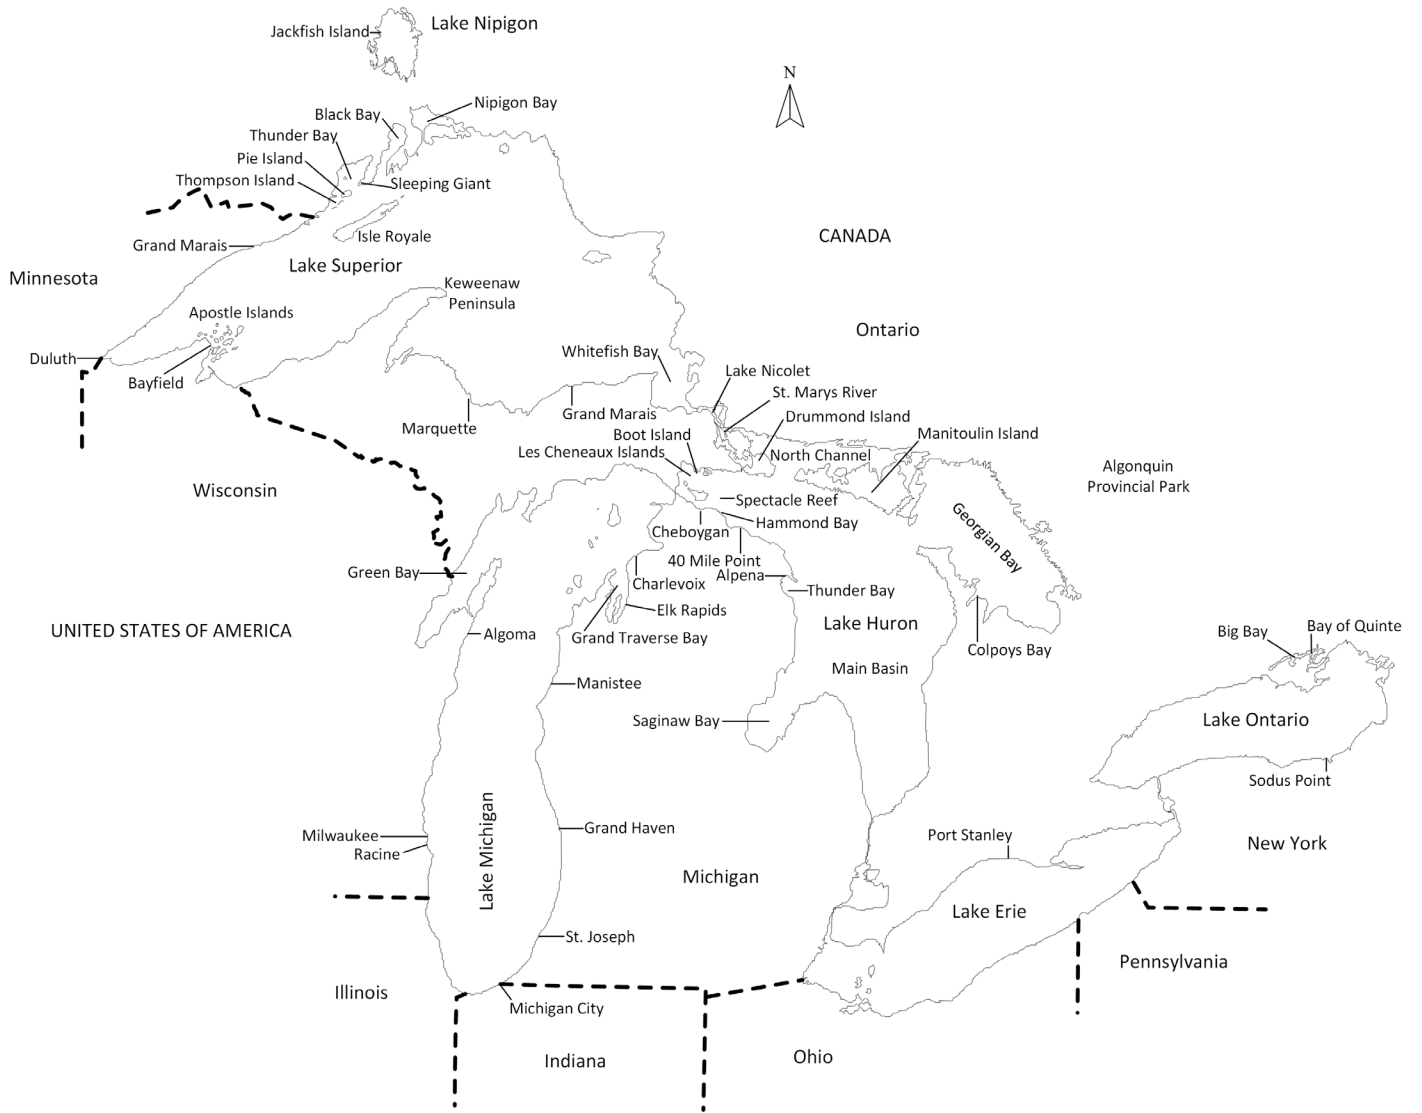 Lake Nipigon
Jackfish Island
N
Nipigon Bay
Black Bay
Thunder Bay
Pie Island
Thompson Island
Sleeping Giant
Isle Royale
Grand Marais
CANADA
Lake Superior
Minnesota
Keweenaw
Peninsula
Apostle Islands
Ontario
Duluth
Whitefish Bay
Bayfield
Lake Nicolet
St. Marys River
Grand Marais
Drummond Island
Marquette
Boot Island
Manitoulin Island
Les Cheneaux Islands
North Channel
Algonquin
Provincial Park
Wisconsin
Spectacle Reef
Hammond Bay
Georgian Bay
Cheboygan
40 Mile Point
Green Bay
Alpena
Charlevoix
Thunder Bay
Elk Rapids
Lake Huron
UNITED STATES OF AMERICA
Algoma
Grand Traverse Bay
Big Bay
Bay of Quinte
Colpoys Bay
Main Basin
Manistee
Saginaw Bay
Lake Ontario
Sodus Point
Milwaukee
Racine
Lake Michigan
Grand Haven
Port Stanley
New York
Michigan
Lake Erie
St. Joseph
Pennsylvania
Illinois
Michigan City
Indiana
Ohio